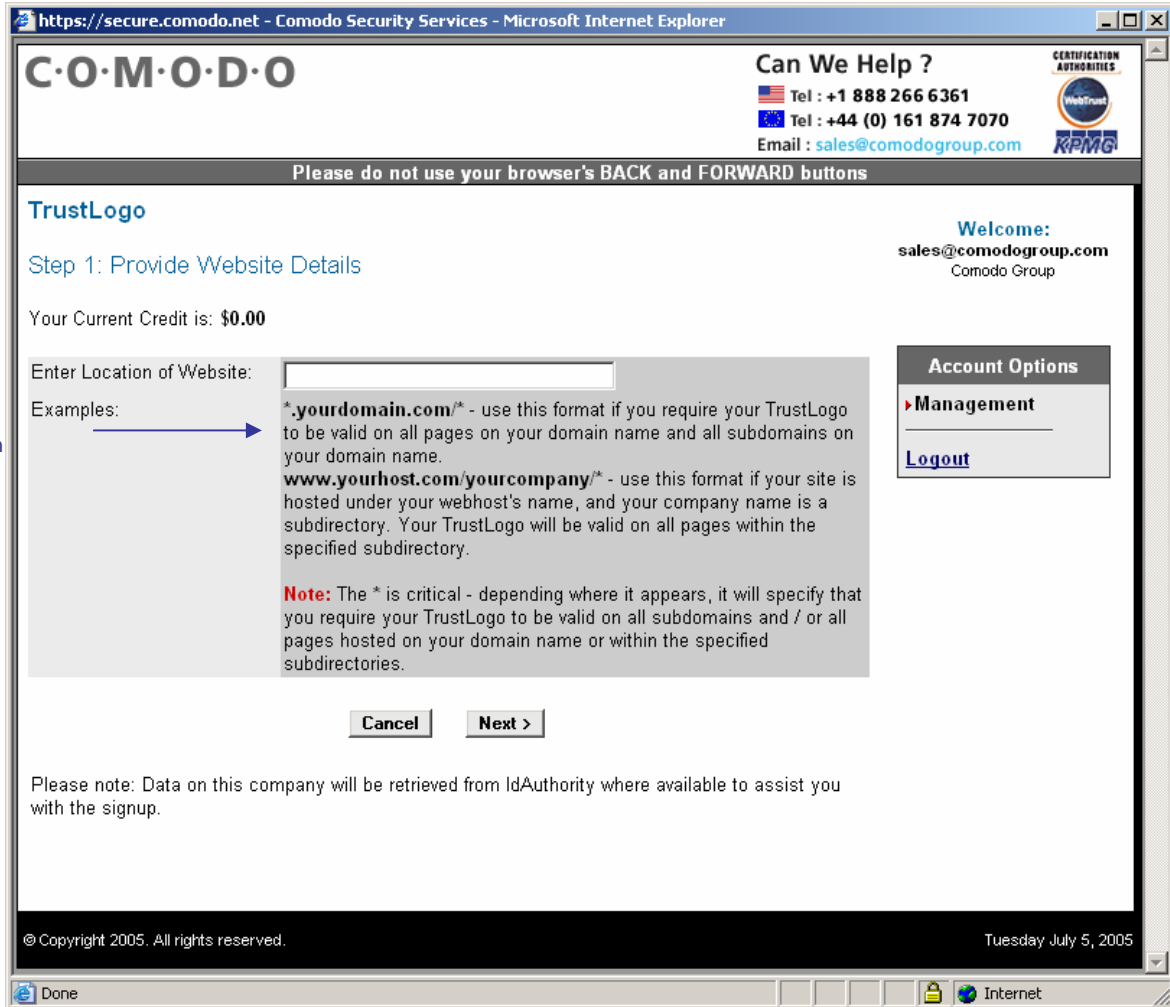 https://secure.comodo.net - Comodo Security Services - Microsoft Internet Explorer
C·O·M·O·D·O
Can We Help ?
Tel : +1 888 266 6361
Tel : +44 (0) 161 874 7070
Email : sales@comodogroup.com
CERTIFICATION
AUTHORITIES
WebTrust
KPMG
Please do not use your browser's BACK and FORWARD buttons
TrustLogo
Step 1: Provide Website Details
Your Current Credit is: $0.00
Welcome:
sales@comodogroup.com
Comodo Group
Enter Location of Website:
Examples:
*.yourdomain.com/* - use this format if you require your TrustLogo
to be valid on all pages on your domain name and all subdomains on
your domain name.
www.yourhost.com/yourcompany/* - use this format if your site is
hosted under your webhost's name, and your company name is a
subdirectory. Your TrustLogo will be valid on all pages within the
specified subdirectory.
Note: The * is critical - depending where it appears, it will specify that
you require your TrustLogo to be valid on all subdomains and / or all
pages hosted on your domain name or within the specified
subdirectories.
Account Options
Management
Logout
Cancel
Next >
Please note: Data on this company will be retrieved from IdAuthority where available to assist you
with the signup.
© Copyright 2005. All rights reserved.
Tuesday July 5, 2005
Done
Internet